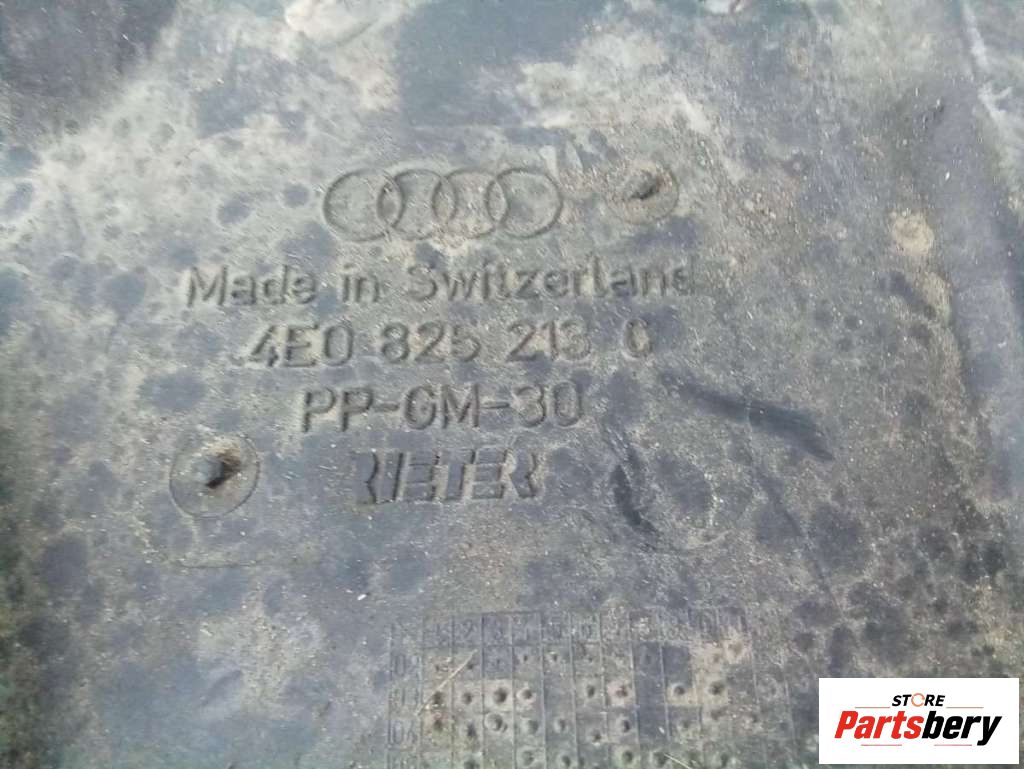 Made in Switzerland
4E0 825 213 C
PP-GM-30
RIETER
STORE
Partsbery